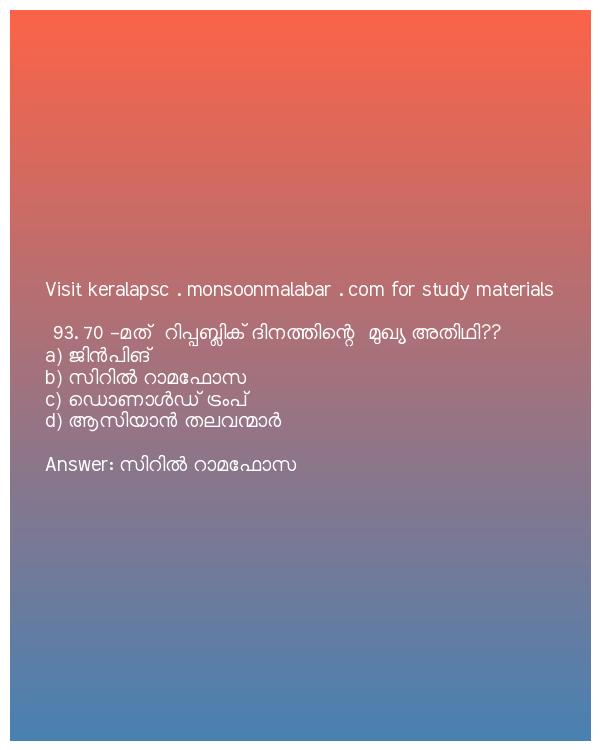 Visit keralapsc . monsoonmalabar . com for study materials
93. 70 -മത് റിപ്പബ്ലിക് ദിനത്തിന്റെ മുഖ്യ അതിഥി??
a) ജിൻപിങ്
b) സിറിൽ റാമഫോസ
c) ഡൊണാൾഡ് ട്രംപ്
d) ആസിയാൻ തലവന്മാർ
Answer: സിറിൽ റാമഫോസ